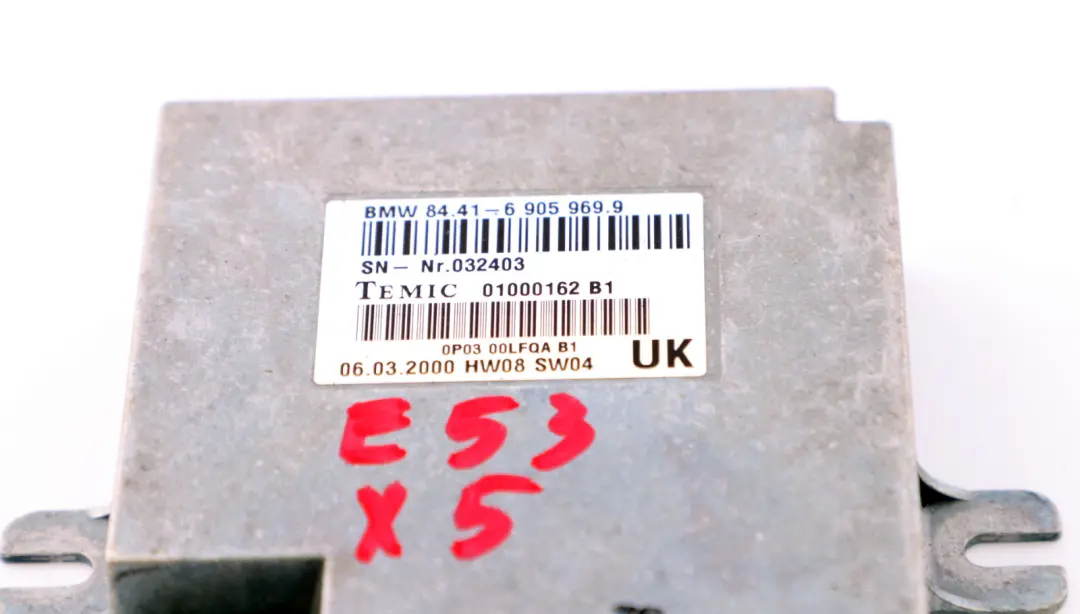 BMW 84.41-6 905 969.9
SN- Nr.032403
TEMIC 01000162 B1
0P03 00LFQA B1
06.03.2000 HW08 SW04 UK
E53
X5